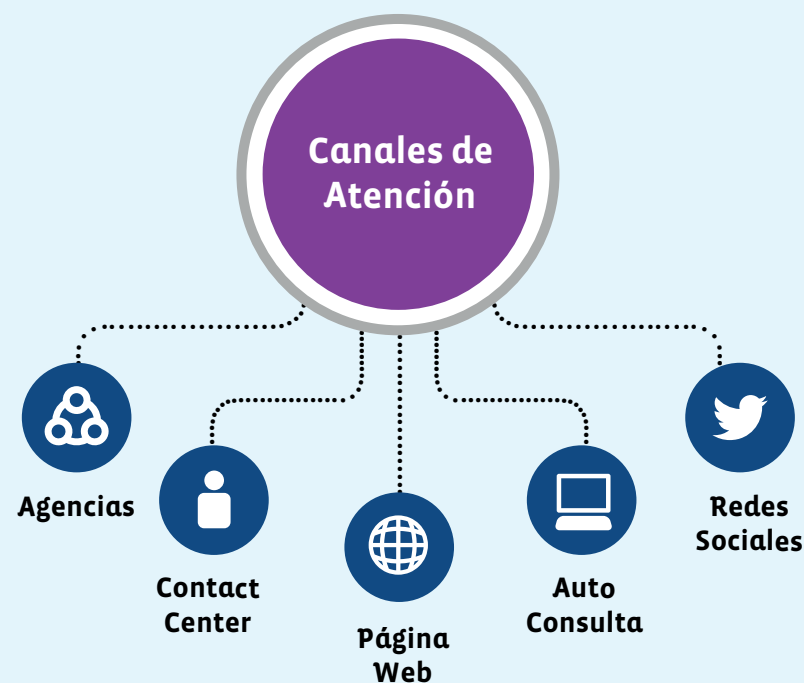 Canales de
Atención
Agencias
Contact
Center
Página
Web
Auto
Consulta
Redes
Sociales